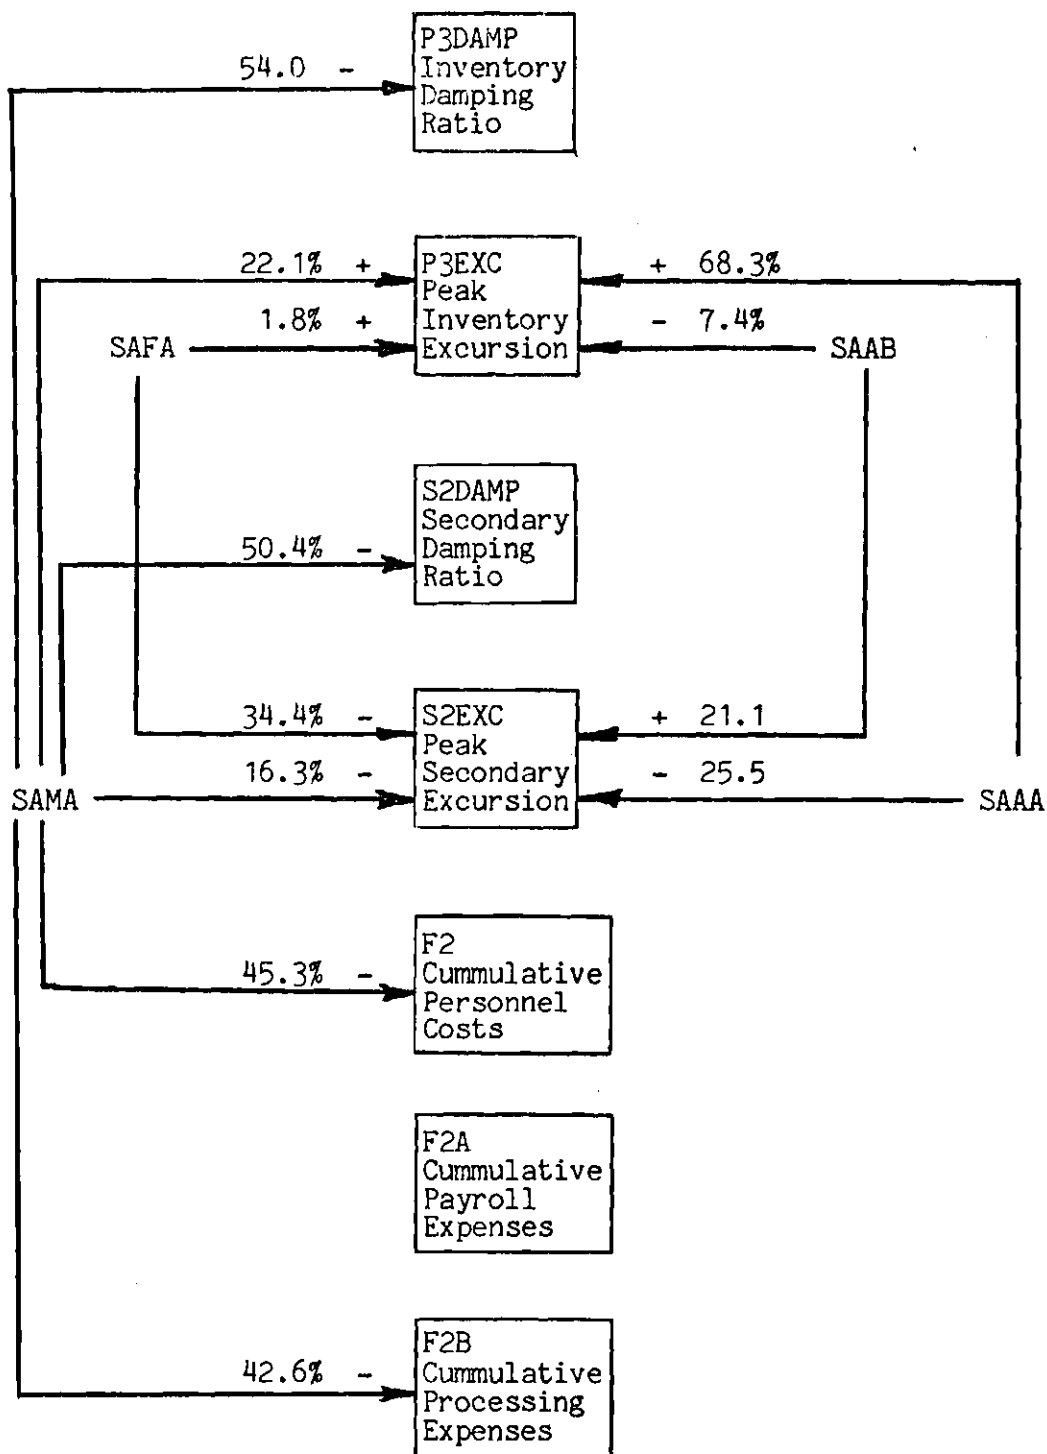 P3DAMP
54.0 -
Inventory
Damping
Ratio
22.1% +
P3EXC
+ 68.3%
Peak
1.8% +
Inventory
- 7.4%
SAFA
Excursion
SAAB
S2DAMP
Secondary
50.4% -
Damping
Ratio
34.4% -
S2EXC
+ 21.1
Peak
16.3% -
Secondary
- 25.5
SAMA
Excursion
SAAA
F2
45.3% -
Cummulative
Personnel
Costs
F2A
Cummulative
Payroll
Expenses
F2B
42.6% -
Cummulative
Processing
Expenses